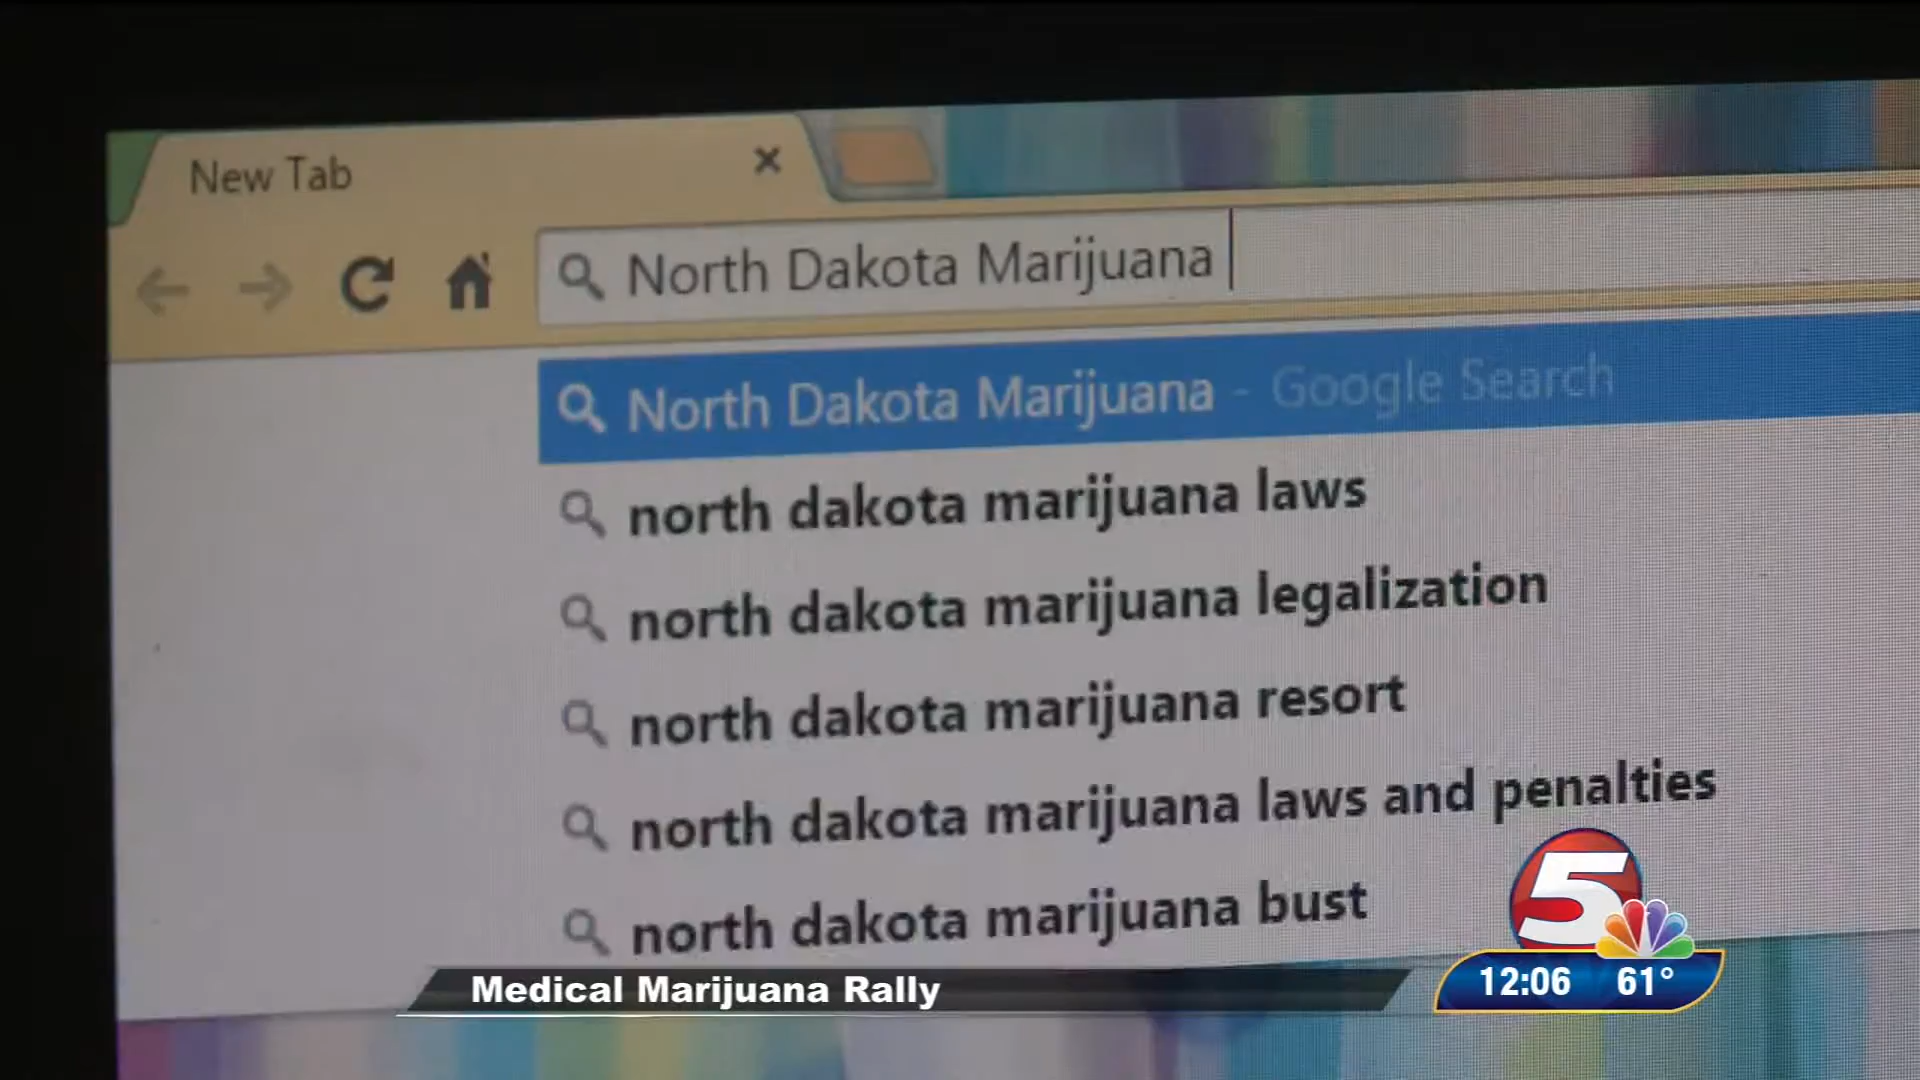 New Tab
North Dakota Marijuana
North Dakota Marijuana - Google Search
north dakota marijuana laws
north dakota marijuana legalization
north dakota marijuana resort
north dakota marijuana laws and penalties
north dakota marijuana bust
5
Medical Marijuana Rally
12:06 61°